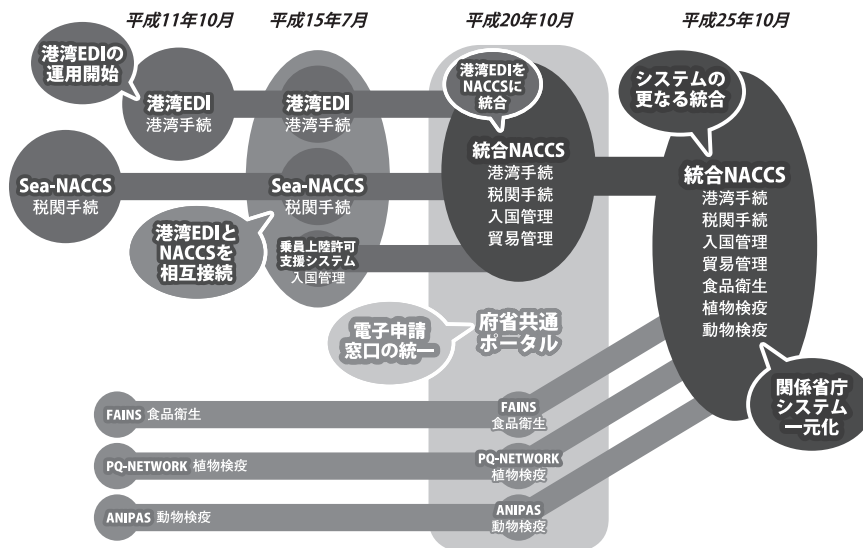 平成11年10月
平成15年7月
平成20年10月
平成25年10月
港湾EDIの
運用開始
港湾EDI
港湾手続
Sea-NACCS
税関手続
港湾EDI
港湾手続
Sea-NACCS
税関手続
乗員上陸許可
支援システム
入国管理
港湾EDIと
NACCSを
相互接続
港湾EDIを
NACCSに
統合
統合NACCS
港湾手続
税関手続
入国管理
貿易管理
システムの
更なる統合
統合NACCS
港湾手続
税関手続
入国管理
貿易管理
食品衛生
植物検疫
動物検疫
電子申請
窓口の統一
府省共通
ポータル
関係省庁
システム
一元化
FAINS 食品衛生
FAINS
食品衛生
PQ-NETWORK 植物検疫
PQ-NETWORK
植物検疫
ANIPAS 動物検疫
ANIPAS
動物検疫